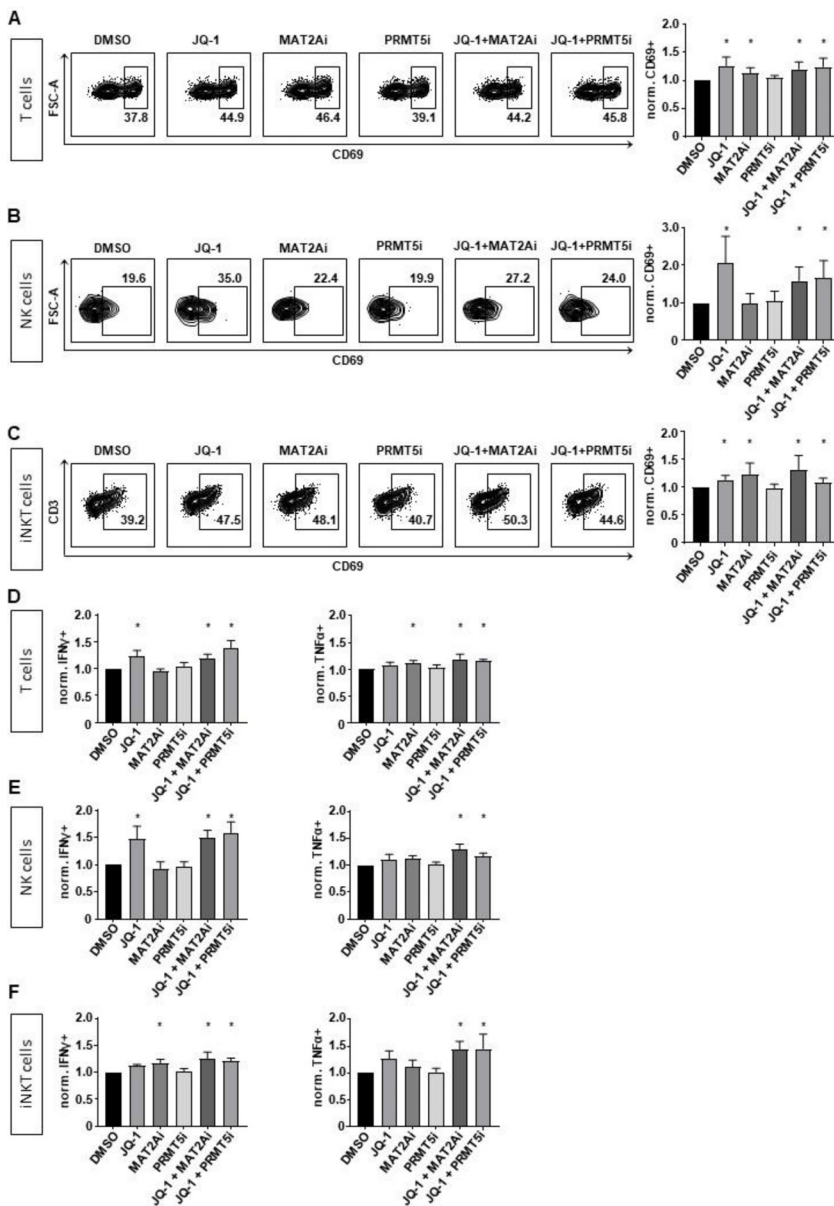 A
T cells
DMSO JQ-1 MAT2Ai PRMT5i JQ-1+MAT2Ai JQ-1+PRMT5i
FSC-A
37.8 44.9 46.4 39.1 44.2 45.8
CD69
norm. CD69+
2.0
1.5
1.0
0.5
0
* * * *
DMSO
JQ-1
MAT2Ai
PRMT5i
JQ-1 + MAT2Ai
JQ-1 + PRMT5i
B
NK cells
DMSO JQ-1 MAT2Ai PRMT5i JQ-1+MAT2Ai JQ-1+PRMT5i
FSC-A
19.6 35.0 22.4 19.9 27.2 24.0
CD69
norm. CD69+
3.0
2.0
1.0
0
* * *
DMSO
JQ-1
MAT2Ai
PRMT5i
JQ-1 + MAT2Ai
JQ-1 + PRMT5i
C
iNKT cells
DMSO JQ-1 MAT2Ai PRMT5i JQ-1+MAT2Ai JQ-1+PRMT5i
CD3
39.2 47.5 48.1 40.7 50.3 44.6
CD69
norm. CD69+
2.0
1.5
1.0
0.5
0
* * * *
DMSO
JQ-1
MAT2Ai
PRMT5i
JQ-1 + MAT2Ai
JQ-1 + PRMT5i
D
T cells
norm. IFNγ+
2.0
1.5
1.0
0.5
0
* * *
DMSO
JQ-1
MAT2Ai
PRMT5i
JQ-1 + MAT2Ai
JQ-1 + PRMT5i
norm. TNFα+
2.0
1.5
1.0
0.5
0
* * *
DMSO
JQ-1
MAT2Ai
PRMT5i
JQ-1 + MAT2Ai
JQ-1 + PRMT5i
E
NK cells
norm. IFNγ+
2.0
1.5
1.0
0.5
0
* * *
DMSO
JQ-1
MAT2Ai
PRMT5i
JQ-1 + MAT2Ai
JQ-1 + PRMT5i
norm. TNFα+
2.0
1.5
1.0
0.5
0
* *
DMSO
JQ-1
MAT2Ai
PRMT5i
JQ-1 + MAT2Ai
JQ-1 + PRMT5i
F
iNKT cells
norm. IFNγ+
2.0
1.5
1.0
0.5
0
* * *
DMSO
JQ-1
MAT2Ai
PRMT5i
JQ-1 + MAT2Ai
JQ-1 + PRMT5i
norm. TNFα+
2.0
1.5
1.0
0.5
0
* *
DMSO
JQ-1
MAT2Ai
PRMT5i
JQ-1 + MAT2Ai
JQ-1 + PRMT5i